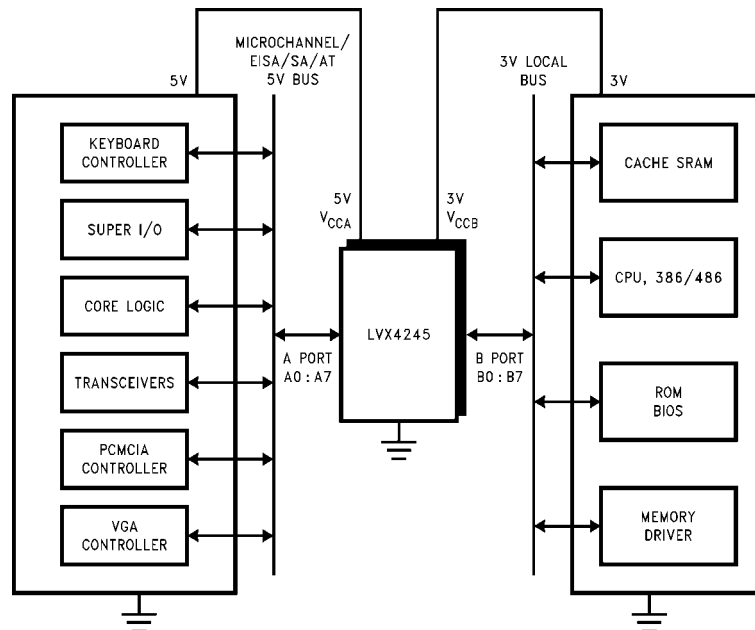 MICROCHANNEL/
EISA/SA/AT
5V BUS
5V
3V LOCAL
BUS
3V
KEYBOARD
CONTROLLER
SUPER I/O
CORE LOGIC
TRANSCEIVERS
PCMCIA
CONTROLLER
VGA
CONTROLLER
5V
VCCA
3V
VCCB
LVX4245
A PORT
A0:A7
B PORT
B0:B7
CACHE SRAM
CPU, 386/486
ROM
BIOS
MEMORY
DRIVER